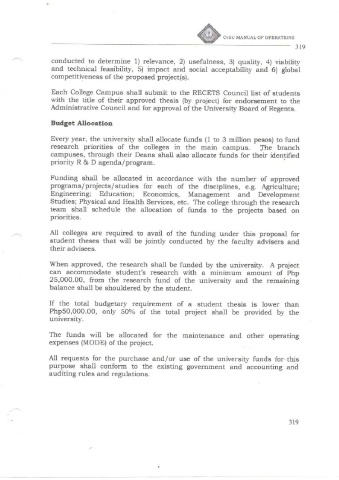 CvSU MANUAL OF OPERATIONS
319
conducted to determine 1) relevance, 2) usefulness, 3) quality, 4) viability
and technical feasibility, 5) impact and social acceptability and 6) global
competitiveness of the proposed project(s).
Each College Campus shall submit to the RECETS Council list of students
with the title of their approved thesis (by project) for endorsement to the
Administrative Council and for approval of the University Board of Regents.
Budget Allocation
Every year, the university shall allocate funds (1 to 3 million pesos) to fund
research priorities of the colleges in the main campus. The branch
campuses, through their Deans shall also allocate funds for their identified
priority R & D agenda/program.
Funding shall be allocated in accordance with the number of approved
programs/projects/studies for each of the disciplines, e.g. Agriculture;
Engineering; Education; Economics, Management and Development
Studies; Physical and Health Services, etc. The college through the research
team shall schedule the allocation of funds to the projects based on
priorities.
All colleges are required to avail of the funding under this proposal for
student theses that will be jointly conducted by the faculty advisers and
their advisees.
When approved, the research shall be funded by the university. A project
can accommodate student's research with a minimum amount of Php
25,000.00, from the research fund of the university and the remaining
balance shall be shouldered by the student.
If the total budgetary requirement of a student thesis is lower than
Php50,000.00, only 50% of the total project shall be provided by the
university.
The funds will be allocated for the maintenance and other operating
expenses (MODE) of the project.
All requests for the purchase and/or use of the university funds for this
purpose shall conform to the existing government and accounting and
auditing rules and regulations.
319